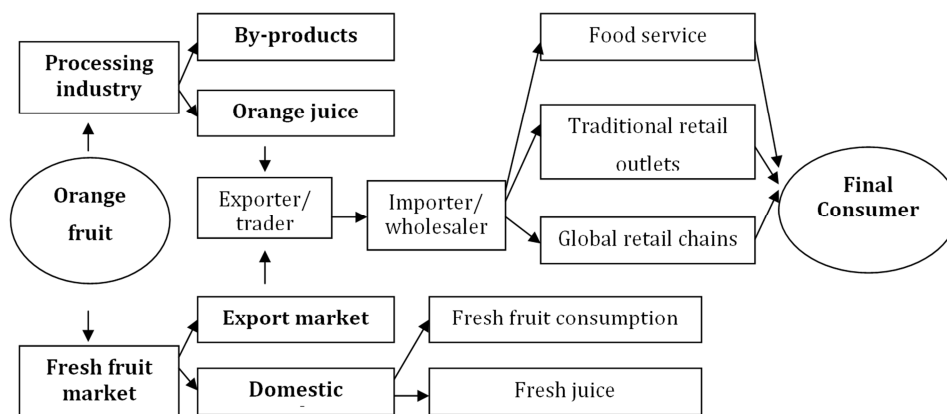 By-products
Food service
Processing
industry
Orange juice
Traditional retail
outlets
Orange
fruit
Exporter/
trader
Importer/
wholesaler
Final
Consumer
Global retail chains
Export market
Fresh fruit consumption
Fresh fruit
market
Domestic
Fresh juice